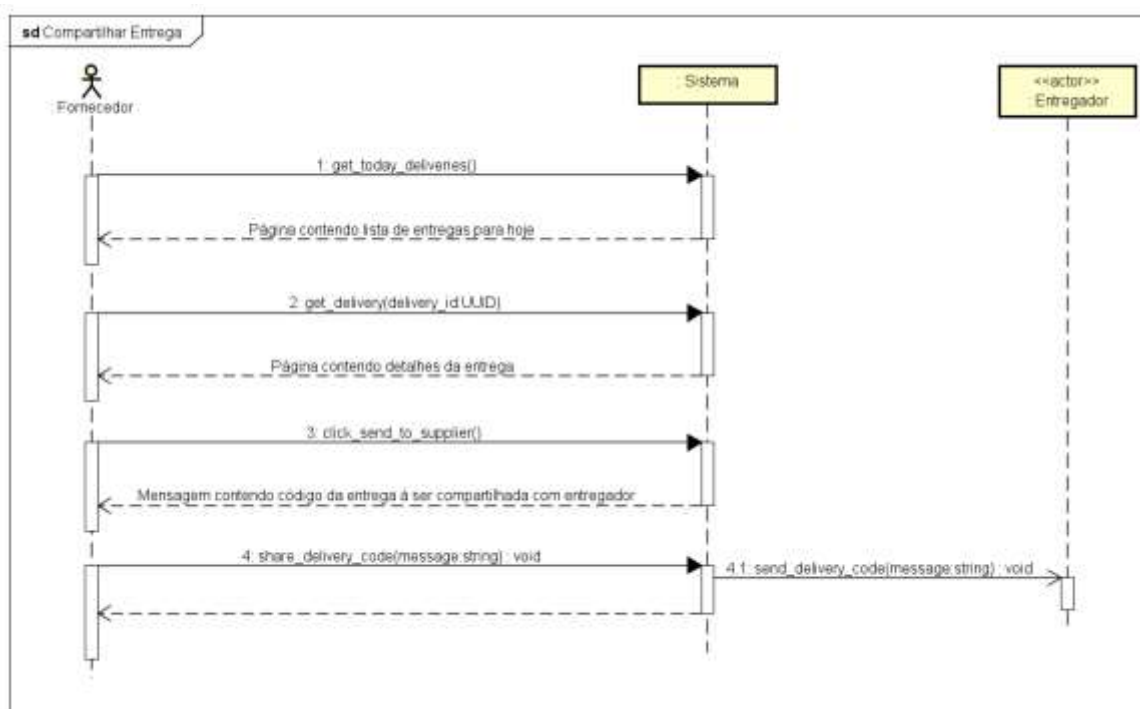 sd Compartilhar Entrega
: Fornecedor
: Sistema
<<actor>>
: Entregador
1: get_today_deliveries()
Página contendo lista de entregas para hoje
2: get_delivery(delivery_id:UUID)
Página contendo detalhes da entrega
3: click_send_to_supplier()
Mensagem contendo código da entrega á ser compartilhada com entregador
4: share_delivery_code(message:string) : void
4.1: send_delivery_code(message:string) : void